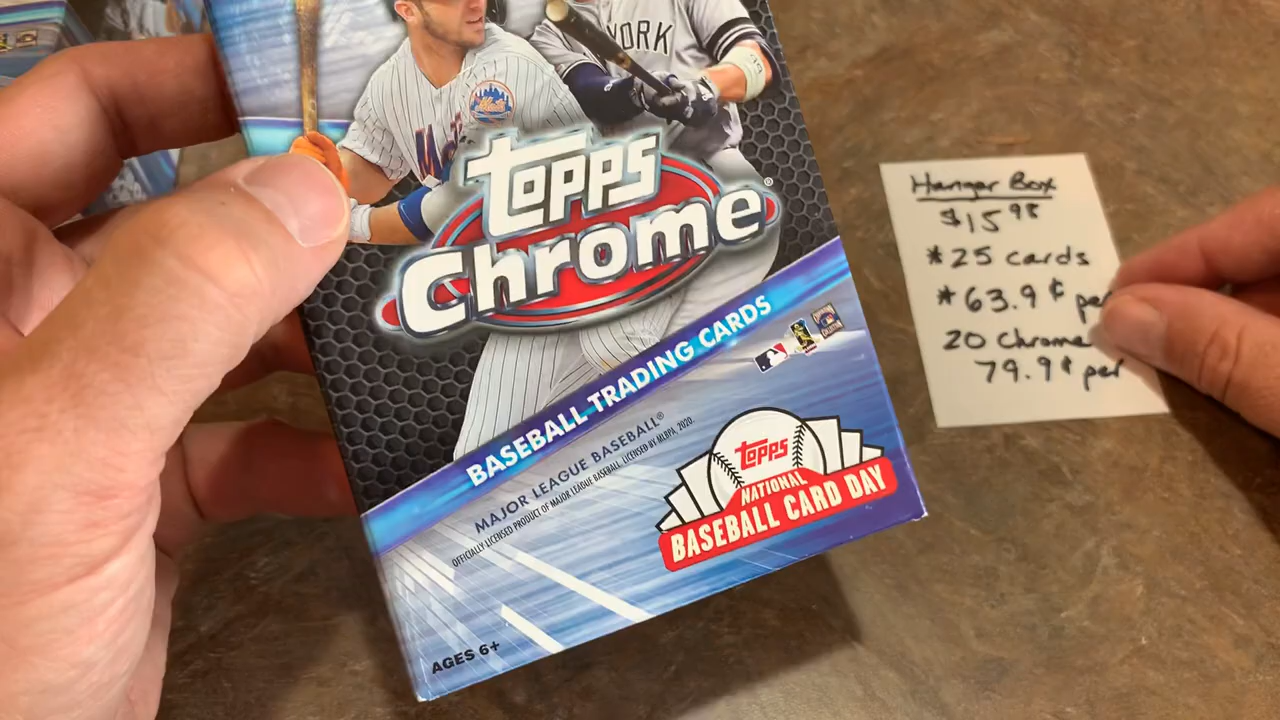 YORK
Mets
topps
Chrome®
BASEBALL TRADING CARDS
MAJOR LEAGUE BASEBALL®
OFFICIALLY LICENSED PRODUCT OF MAJOR LEAGUE BASEBALL. LICENSED BY MLBPA, 2020.
topps
NATIONAL
BASEBALL CARD DAY
AGES 6+
Hanger Box
$15.98
*25 cards
*63.9¢ per
20 Chrome
79.9¢ per